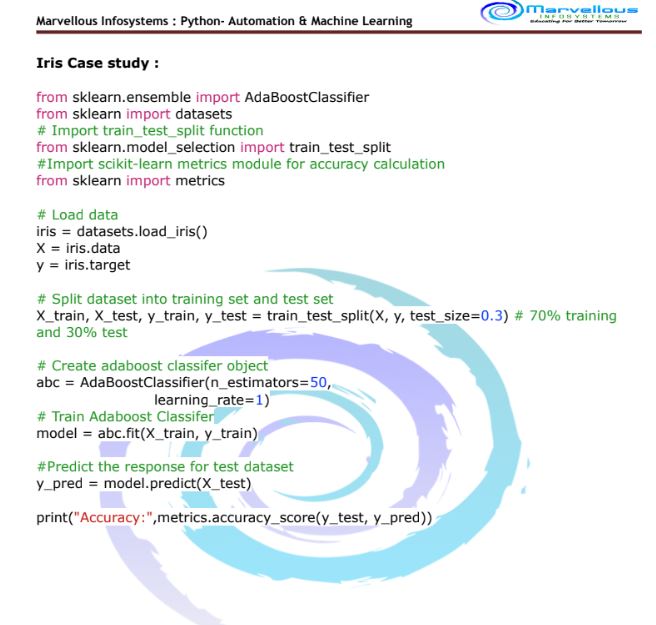 Marvellous Infosystems : Python- Automation & Machine Learning
Marvellous
INFOSYSTEMS
Educating For Better Tomorrow
Iris Case study :
from sklearn.ensemble import AdaBoostClassifier
from sklearn import datasets
# Import train_test_split function
from sklearn.model_selection import train_test_split
#Import scikit-learn metrics module for accuracy calculation
from sklearn import metrics
# Load data
iris = datasets.load_iris()
X = iris.data
y = iris.target
# Split dataset into training set and test set
X_train, X_test, y_train, y_test = train_test_split(X, y, test_size=0.3) # 70% training
and 30% test
# Create adaboost classifer object
abc = AdaBoostClassifier(n_estimators=50,
learning_rate=1)
# Train Adaboost Classifer
model = abc.fit(X_train, y_train)
#Predict the response for test dataset
y_pred = model.predict(X_test)
print("Accuracy:",metrics.accuracy_score(y_test, y_pred))